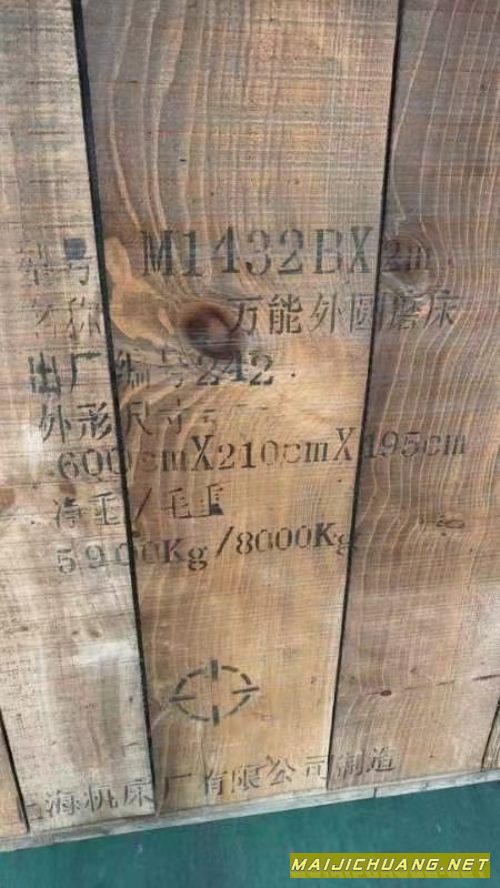 型号 M1432BX2m
名称 万能外圆磨床
出厂编号242
外形尺寸:
600cmX210cmX195cm
净重/毛重
5900Kg/8000Kg
上海机床厂有限公司制造
MAIJICHUANG.NET